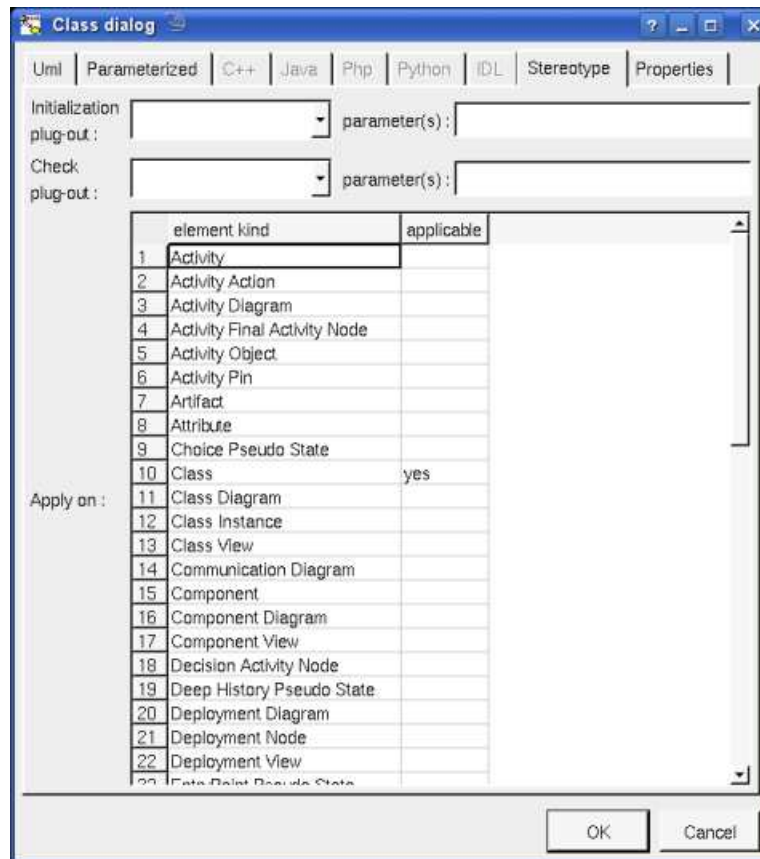 Class dialog
Uml Parameterized C++ Java Php Python IDL Stereotype Properties
Initialization plug-out : parameter(s) :
Check plug-out : parameter(s) :
Apply on :
element kind applicable
1 Activity
2 Activity Action
3 Activity Diagram
4 Activity Final Activity Node
5 Activity Object
6 Activity Pin
7 Artifact
8 Attribute
9 Choice Pseudo State
10 Class yes
11 Class Diagram
12 Class Instance
13 Class View
14 Communication Diagram
15 Component
16 Component Diagram
17 Component View
18 Decision Activity Node
19 Deep History Pseudo State
20 Deployment Diagram
21 Deployment Node
22 Deployment View
OK Cancel